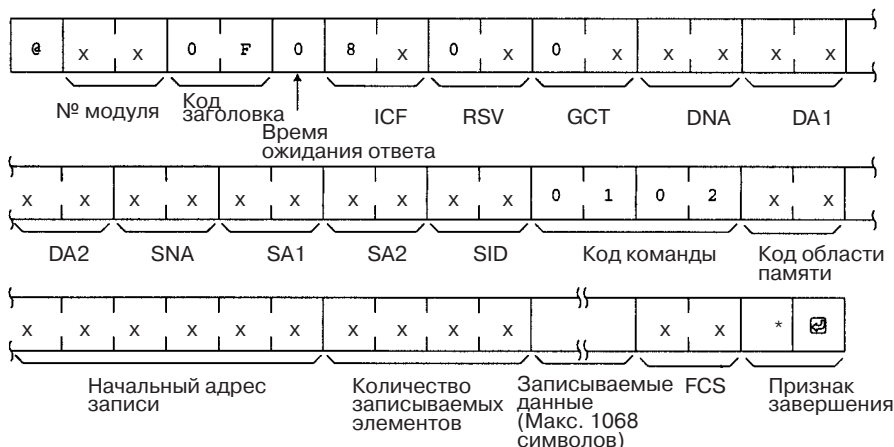 @ x x 0 F 0 8 x 0 x 0 x x x x x
№ модуля
Код
заголовка
Время
ожидания ответа
ICF RSV GCT DNA DA1
x x x x x x x x x x 0 1 0 2 x x
DA2 SNA SA1 SA2 SID Код команды Код области
памяти
x x x x x x x x x x x x *
Начальный адрес
записи
Количество
записываемых
элементов
Записываемые
данные
(Макс. 1068
символов)
FCS
Признак
завершения